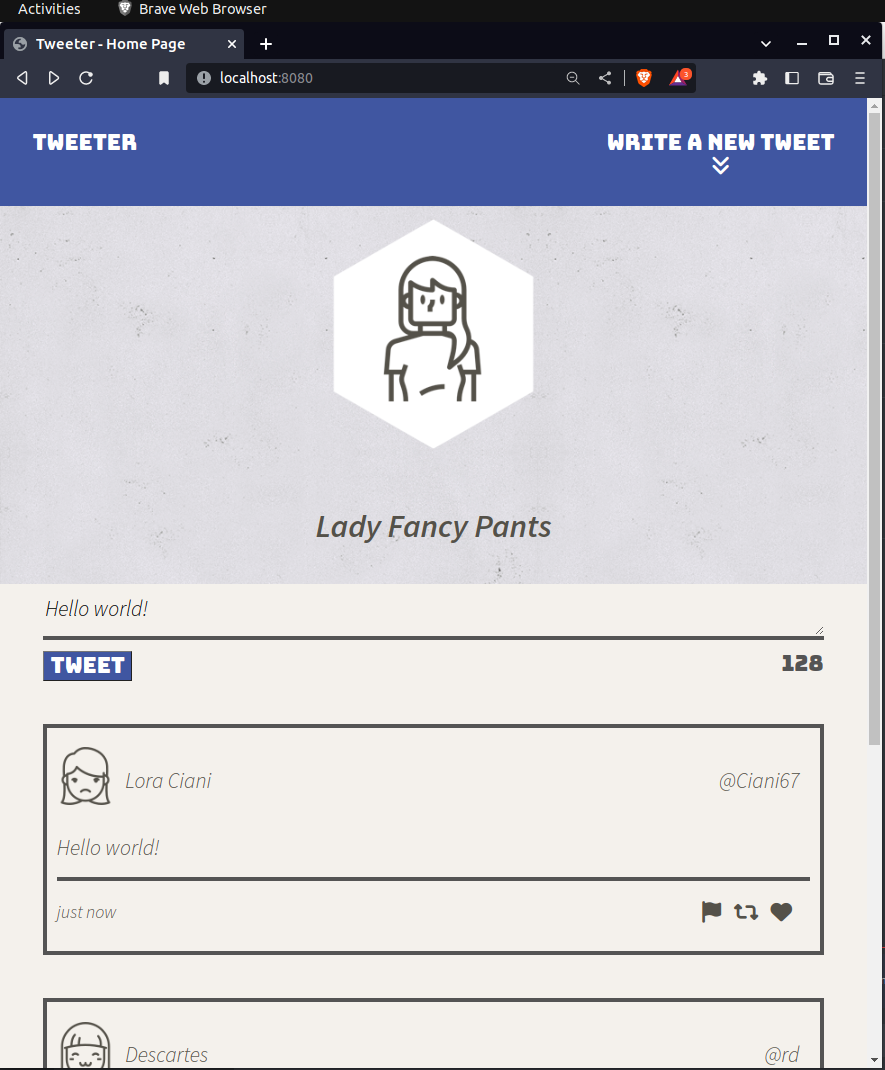 Activities Brave Web Browser
Tweeter - Home Page
localhost:8080
3
TWEETER WRITE A NEW TWEET
Lady Fancy Pants
Hello world!
TWEET 128
Lora Ciani @Ciani67
Hello world!
just now
Descartes @rd